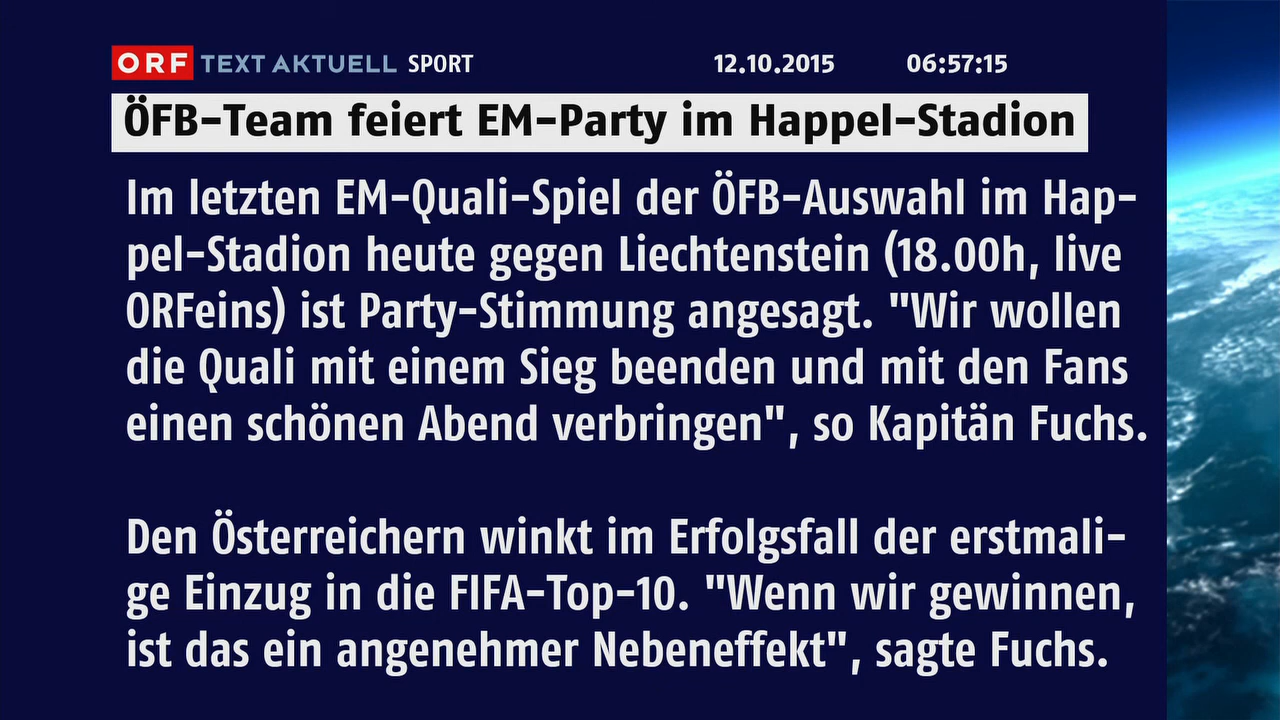 ORF TEXT AKTUELL SPORT 12.10.2015 06:57:15
ÖFB-Team feiert EM-Party im Happel-Stadion
Im letzten EM-Quali-Spiel der ÖFB-Auswahl im Hap-
pel-Stadion heute gegen Liechtenstein (18.00h, live
ORFeins) ist Party-Stimmung angesagt. "Wir wollen
die Quali mit einem Sieg beenden und mit den Fans
einen schönen Abend verbringen", so Kapitän Fuchs.
Den Österreichern winkt im Erfolgsfall der erstmali-
ge Einzug in die FIFA-Top-10. "Wenn wir gewinnen,
ist das ein angenehmer Nebeneffekt", sagte Fuchs.